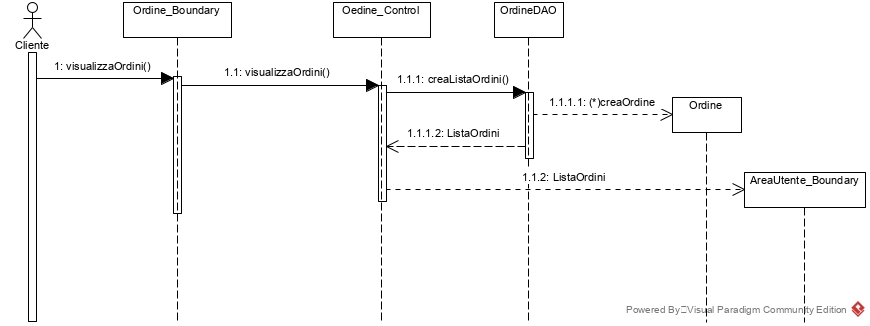 Ordine_Boundary
Oedine_Control
OrdineDAO
Cliente
1: visualizzaOrdini()
1.1: visualizzaOrdini()
1.1.1: creaListaOrdini()
1.1.1.1: (*)creaOrdine
Ordine
1.1.1.2: ListaOrdini
1.1.2: ListaOrdini
AreaUtente_Boundary
Powered By Visual Paradigm Community Edition